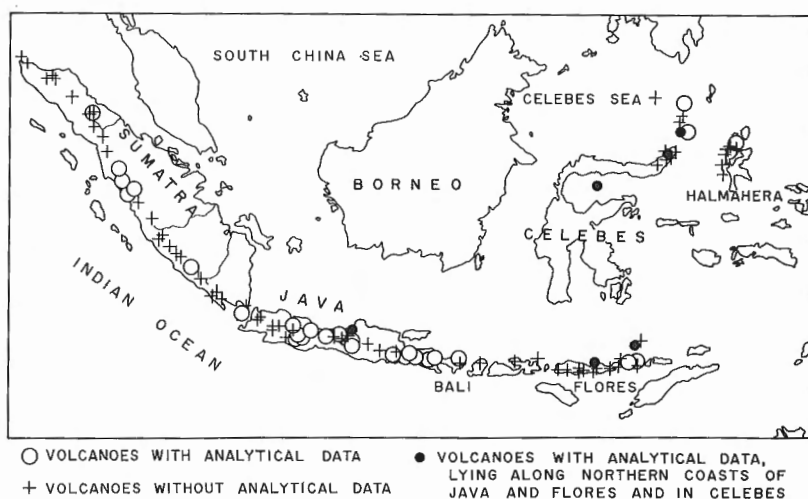 SOUTH CHINA SEA
CELEBES SEA
SUMATRA
BORNEO
HALMAHERA
CELEBES
INDIAN OCEAN
JAVA
BALI
FLORES
VOLCANOES WITH ANALYTICAL DATA
VOLCANOES WITHOUT ANALYTICAL DATA
VOLCANOES WITH ANALYTICAL DATA,
LYING ALONG NORTHERN COASTS OF
JAVA AND FLORES AND IN CELEBES